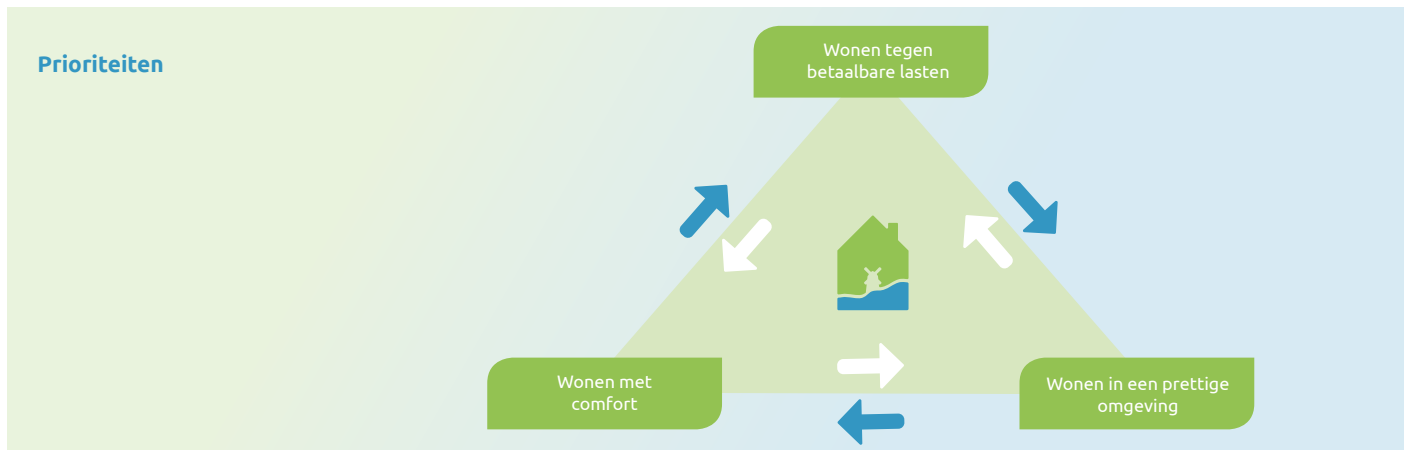 Prioriteiten
Wonen tegen
betaalbare lasten
Wonen met
comfort
Wonen in een prettige
omgeving